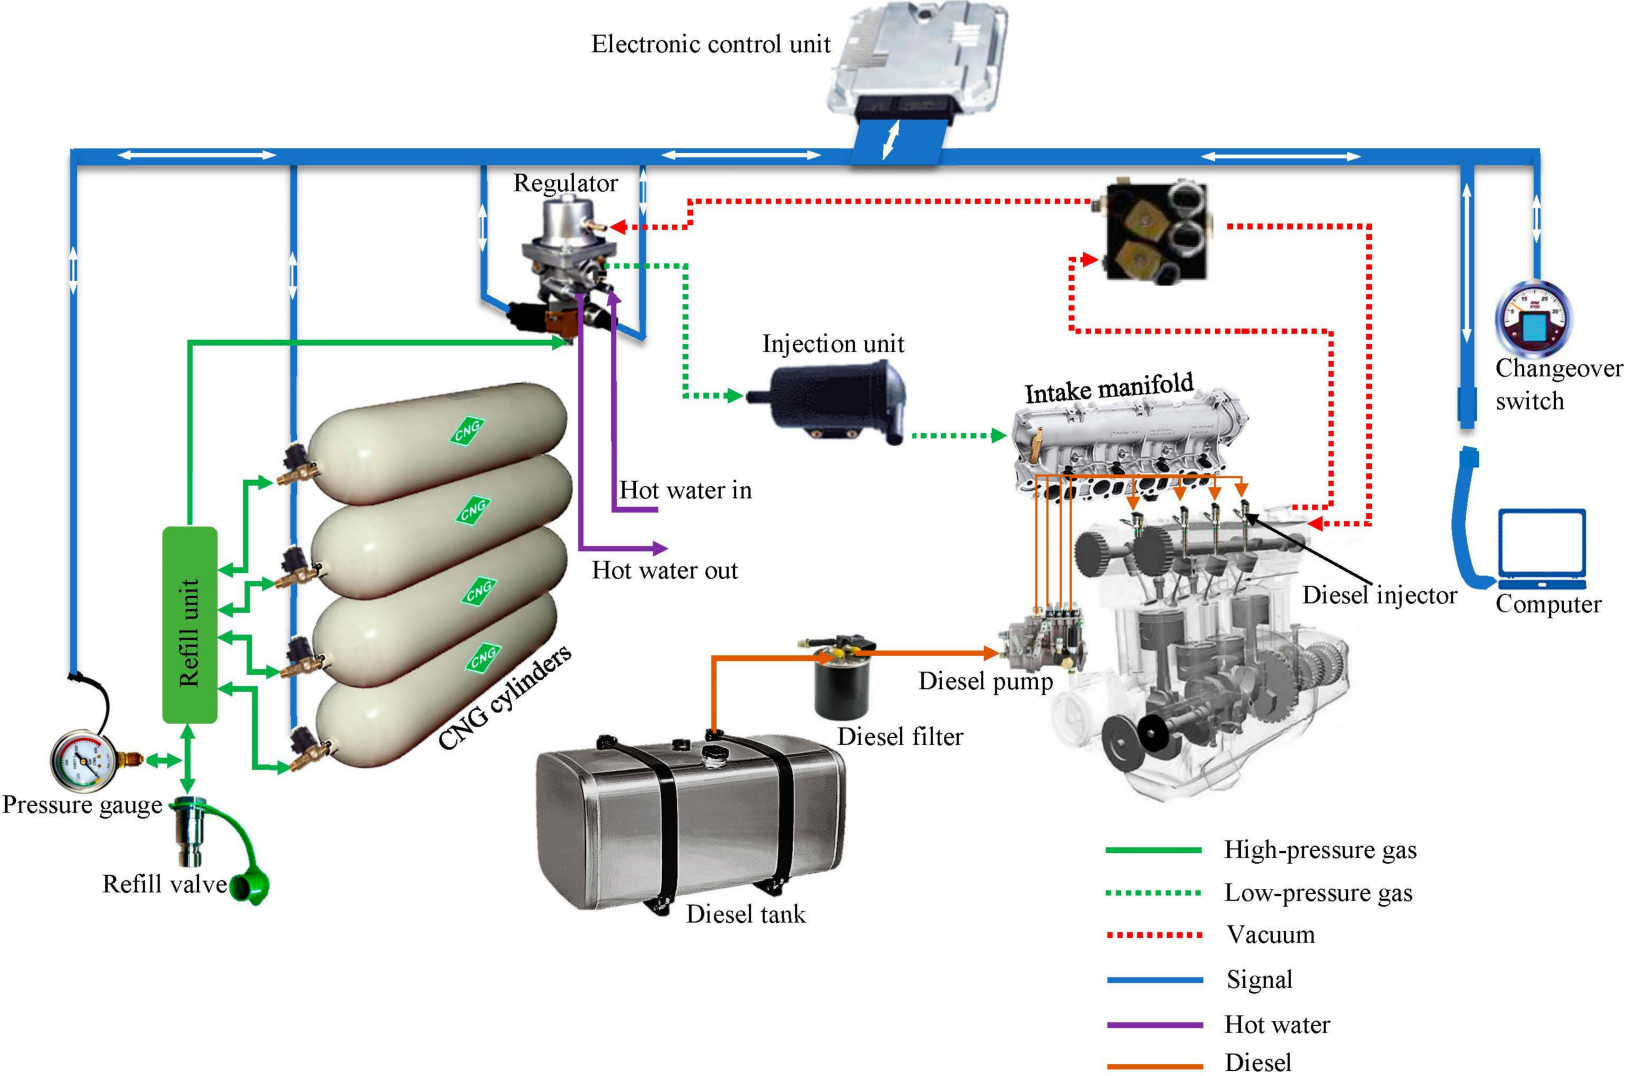 Electronic control unit
Regulator
Injection unit
Intake manifold
Changeover
switch
CNG
CNG
CNG
CNG
Hot water in
Hot water out
Refill unit
CNG cylinders
Diesel injector
Computer
Diesel pump
Diesel filter
Pressure gauge
Refill valve
Diesel tank
High-pressure gas
Low-pressure gas
Vacuum
Signal
Hot water
Diesel